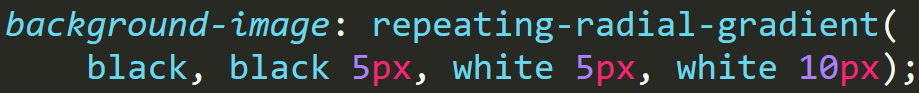 background-image: repeating-radial-gradient(
black, black 5px, white 5px, white 10px);